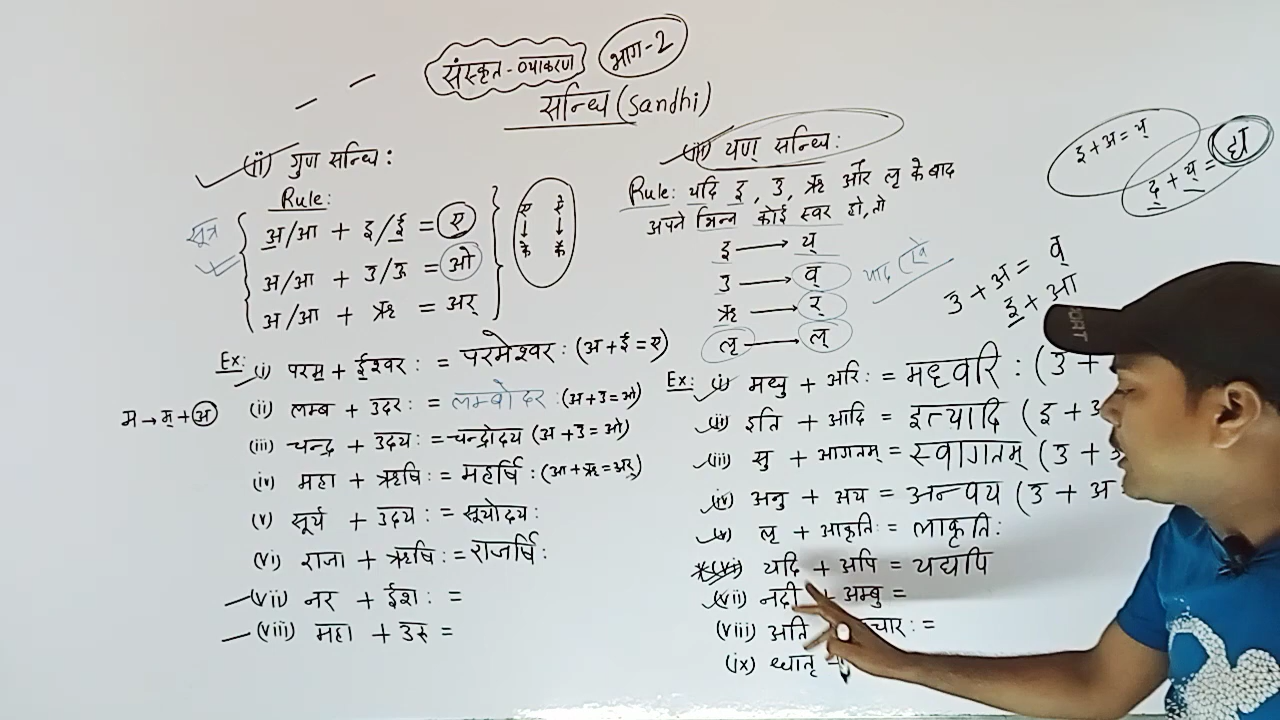 संस्कृत-व्याकरण भाग-2
सन्धि (Sandhi)
(ii) गुण सन्धि:
Rule:
सूत्र
अ/आ + इ/ई = ए
अ/आ + उ/ऊ = ओ
अ/आ + ऋ = अर्
ए ऐ
↓ ↓
के कै
Ex: (i) परम + ईश्वर: = परमेश्वर: (अ+ई=ए)
म → म् + अ
(ii) लम्ब + उदर: = लम्बोदर: (अ+उ=ओ)
(iii) चन्द्र + उदय: = चन्द्रोदय (अ+उ=ओ)
(iv) महा + ऋषि: = महर्षि: (आ+ऋ=अर्)
(v) सूर्य + उदय: = सूर्योदय:
(vi) राजा + ऋषि: = राजर्षि:
(vii) नर + ईश: =
(viii) महा + उरु =
(iii) यण् सन्धि:
Rule: यदि इ, उ, ऋ और लृ के बाद
अपने भिन्न कोई स्वर हो, तो
इ → य्
उ → व्
ऋ → र्
लृ → ल्
याद
इ+अ = य्
द् + य् = द्य
उ + अ = व्
इ + आ
Ex: (i) मधु + अरि: = मध्वरि: (उ +
(ii) इति + आदि = इत्यादि (इ +
(iii) सु + आगतम् = स्वागतम् (उ +
(iv) अनु + अय = अन्वय (उ + अ
(v) लृ + आकृति: = लाकृति:
(vi) यदि + अपि = यद्यपि
(vii) नदी + अम्बु =
(viii) अति चार: =
(ix) धातृ